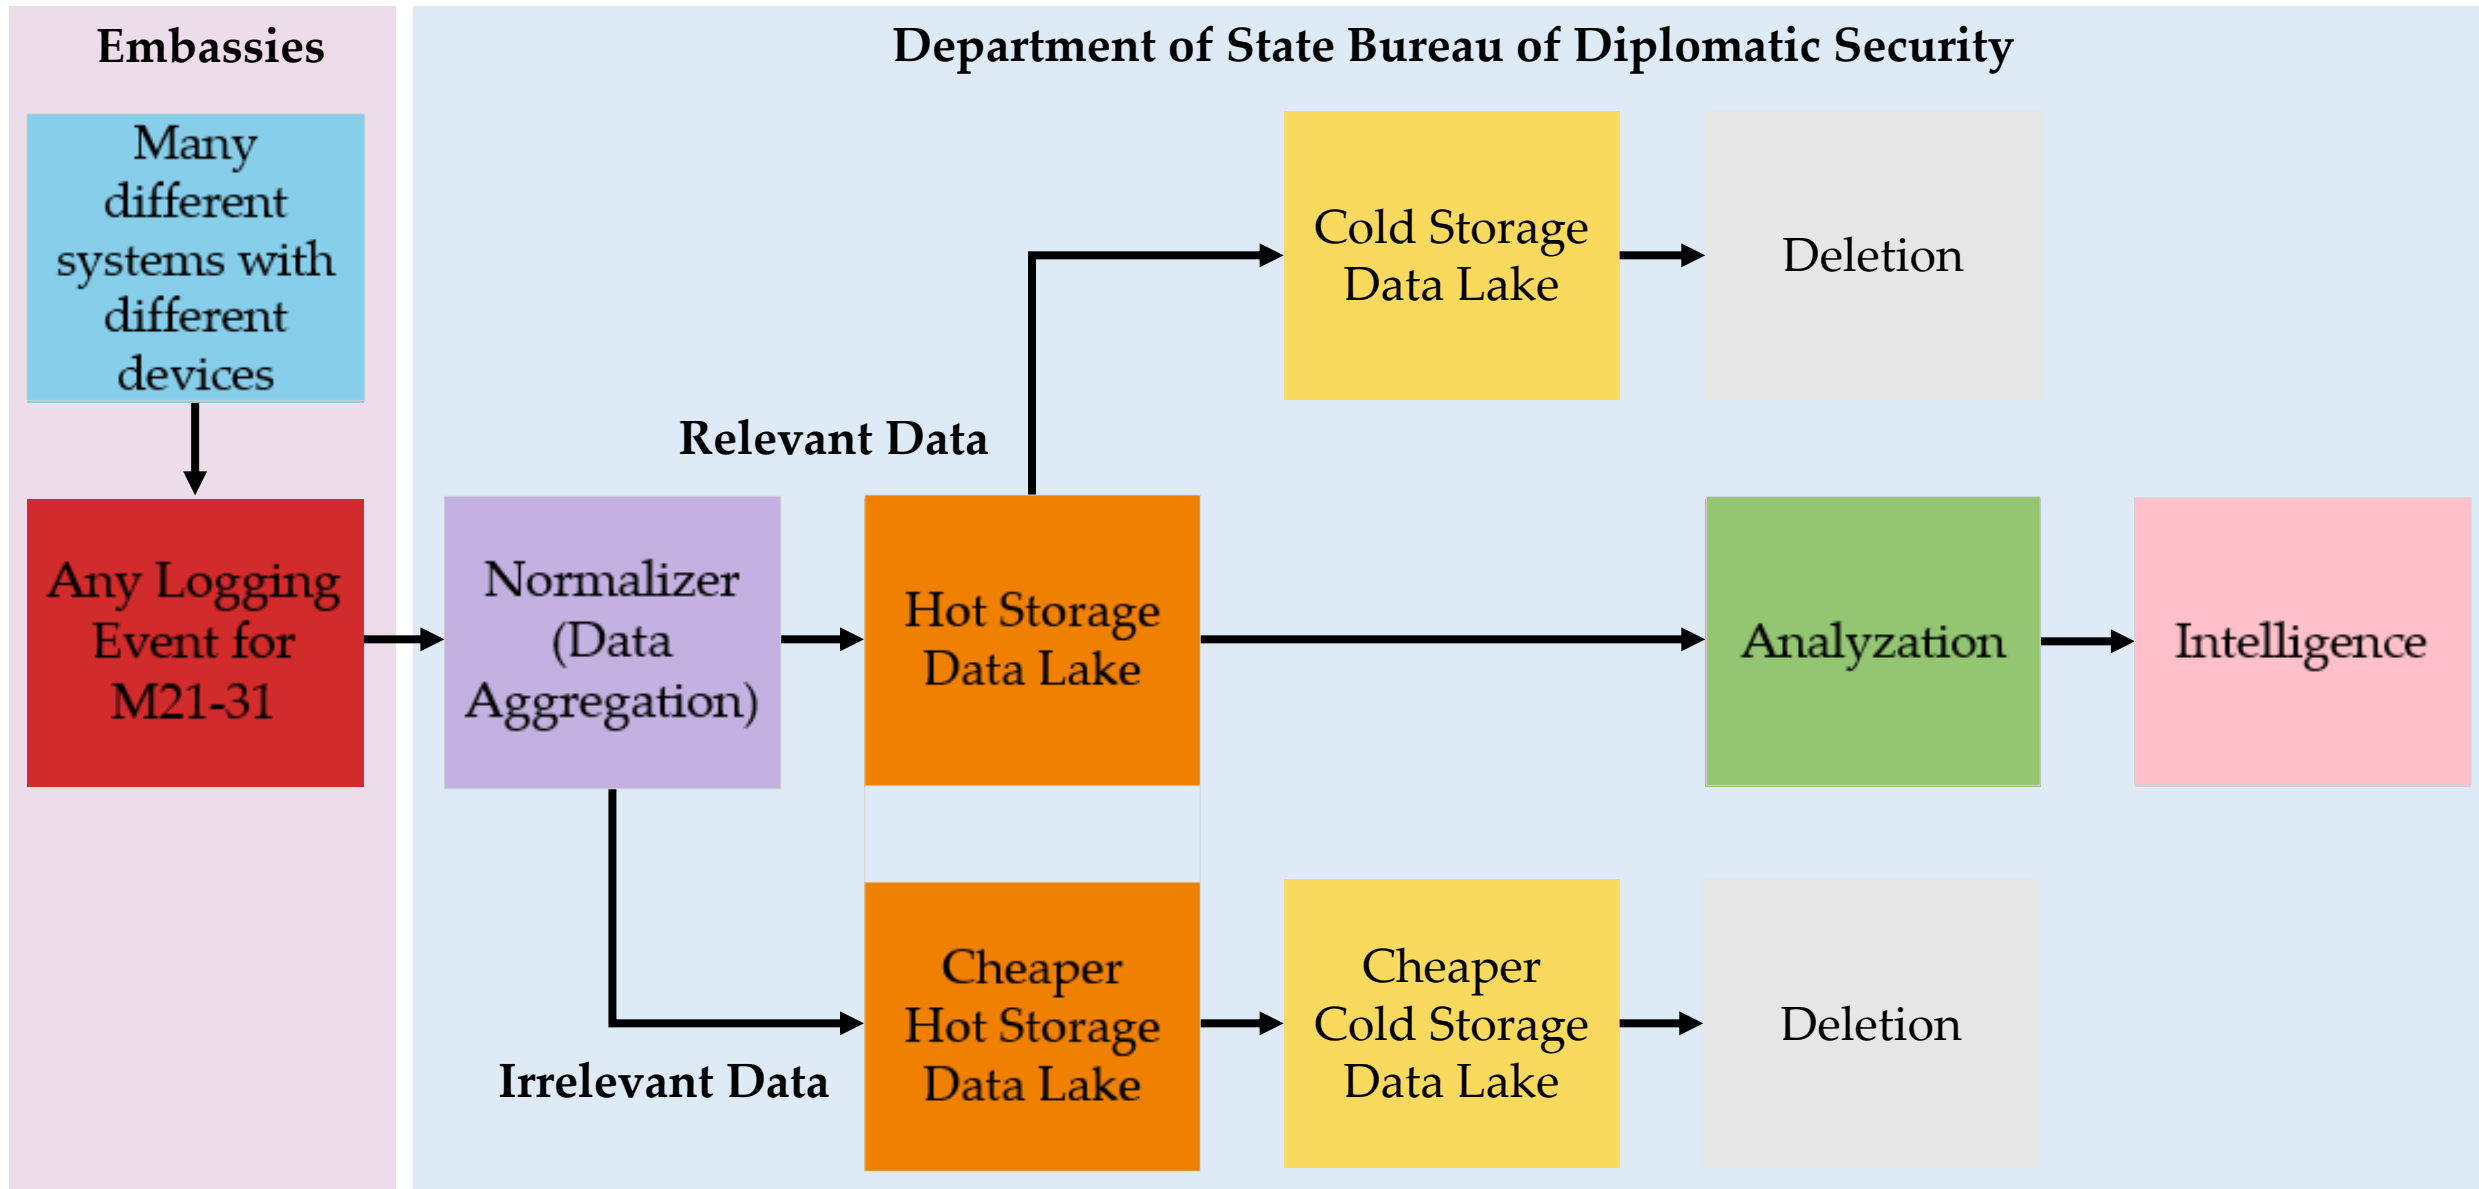 Embassies
Department of State Bureau of Diplomatic Security
Many
different
systems with
different
devices
Cold Storage
Data Lake
Deletion
Relevant Data
Any Logging
Event for
M21-31
Normalizer
(Data
Aggregation)
Hot Storage
Data Lake
Analyzation
Intelligence
Irrelevant Data
Cheaper
Hot Storage
Data Lake
Cheaper
Cold Storage
Data Lake
Deletion